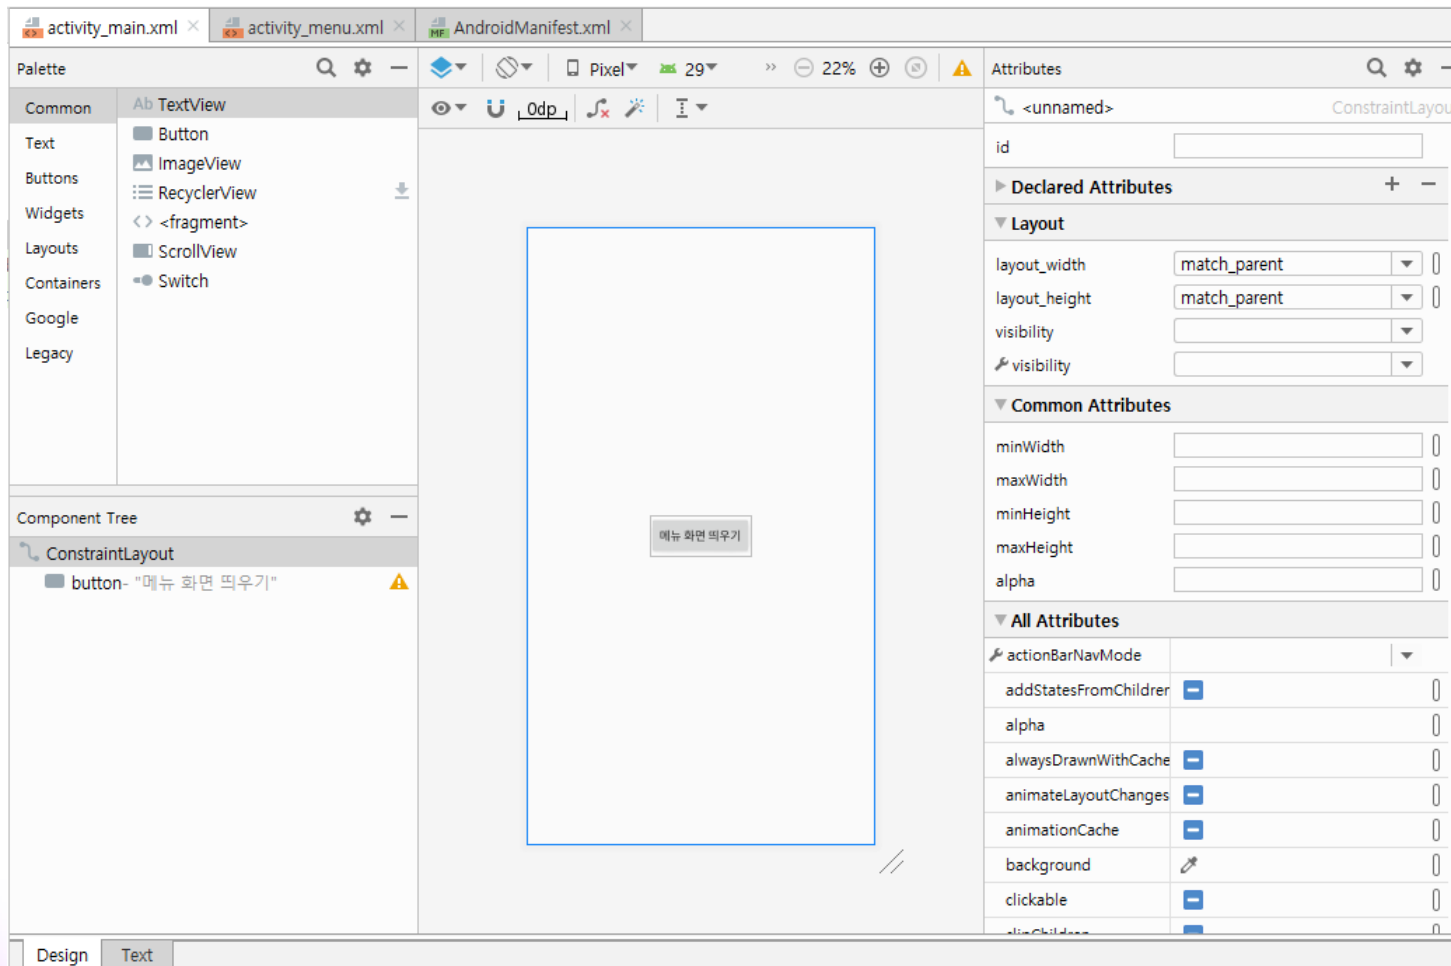 activity_main.xml
activity_menu.xml
MF AndroidManifest.xml
Palette
Common
Text
Buttons
Widgets
Layouts
Containers
Google
Legacy
Ab TextView
Button
ImageView
RecyclerView
<fragment>
ScrollView
Switch
Component Tree
ConstraintLayout
button- "메뉴 화면 띄우기"
Pixel
29
22%
0dp
메뉴 화면 띄우기
Attributes
<unnamed>
ConstraintLayou
id
Declared Attributes
Layout
layout_width match_parent
layout_height match_parent
visibility
visibility
Common Attributes
minWidth
maxWidth
minHeight
maxHeight
alpha
All Attributes
actionBarNavMode
addStatesFromChildrer
alpha
alwaysDrawnWithCache
animateLayoutChanges
animationCache
background
clickable
Design Text